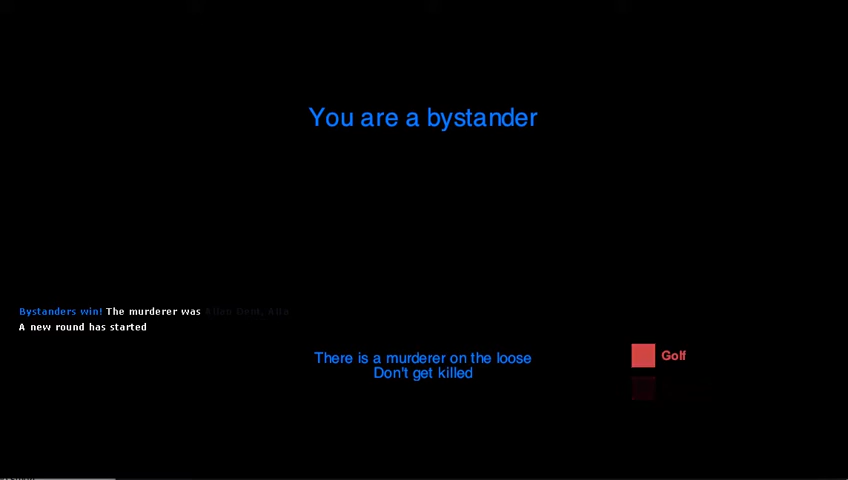 You are a bystander
Bystanders win! The murderer was
A new round has started
There is a murderer on the loose
Don't get killed
Golf